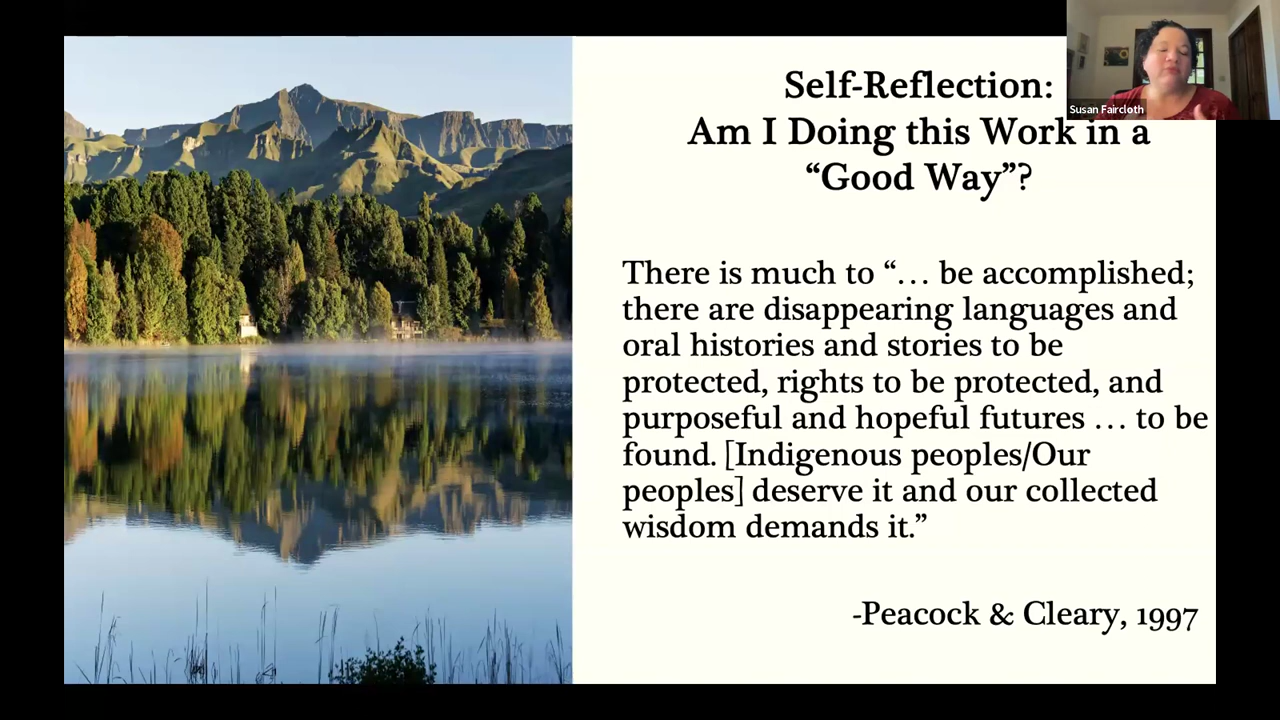 Susan Faircloth
Self-Reflection:
Am I Doing this Work in a
“Good Way”?
There is much to “… be accomplished;
there are disappearing languages and
oral histories and stories to be
protected, rights to be protected, and
purposeful and hopeful futures … to be
found. [Indigenous peoples/Our
peoples] deserve it and our collected
wisdom demands it.”
-Peacock & Cleary, 1997